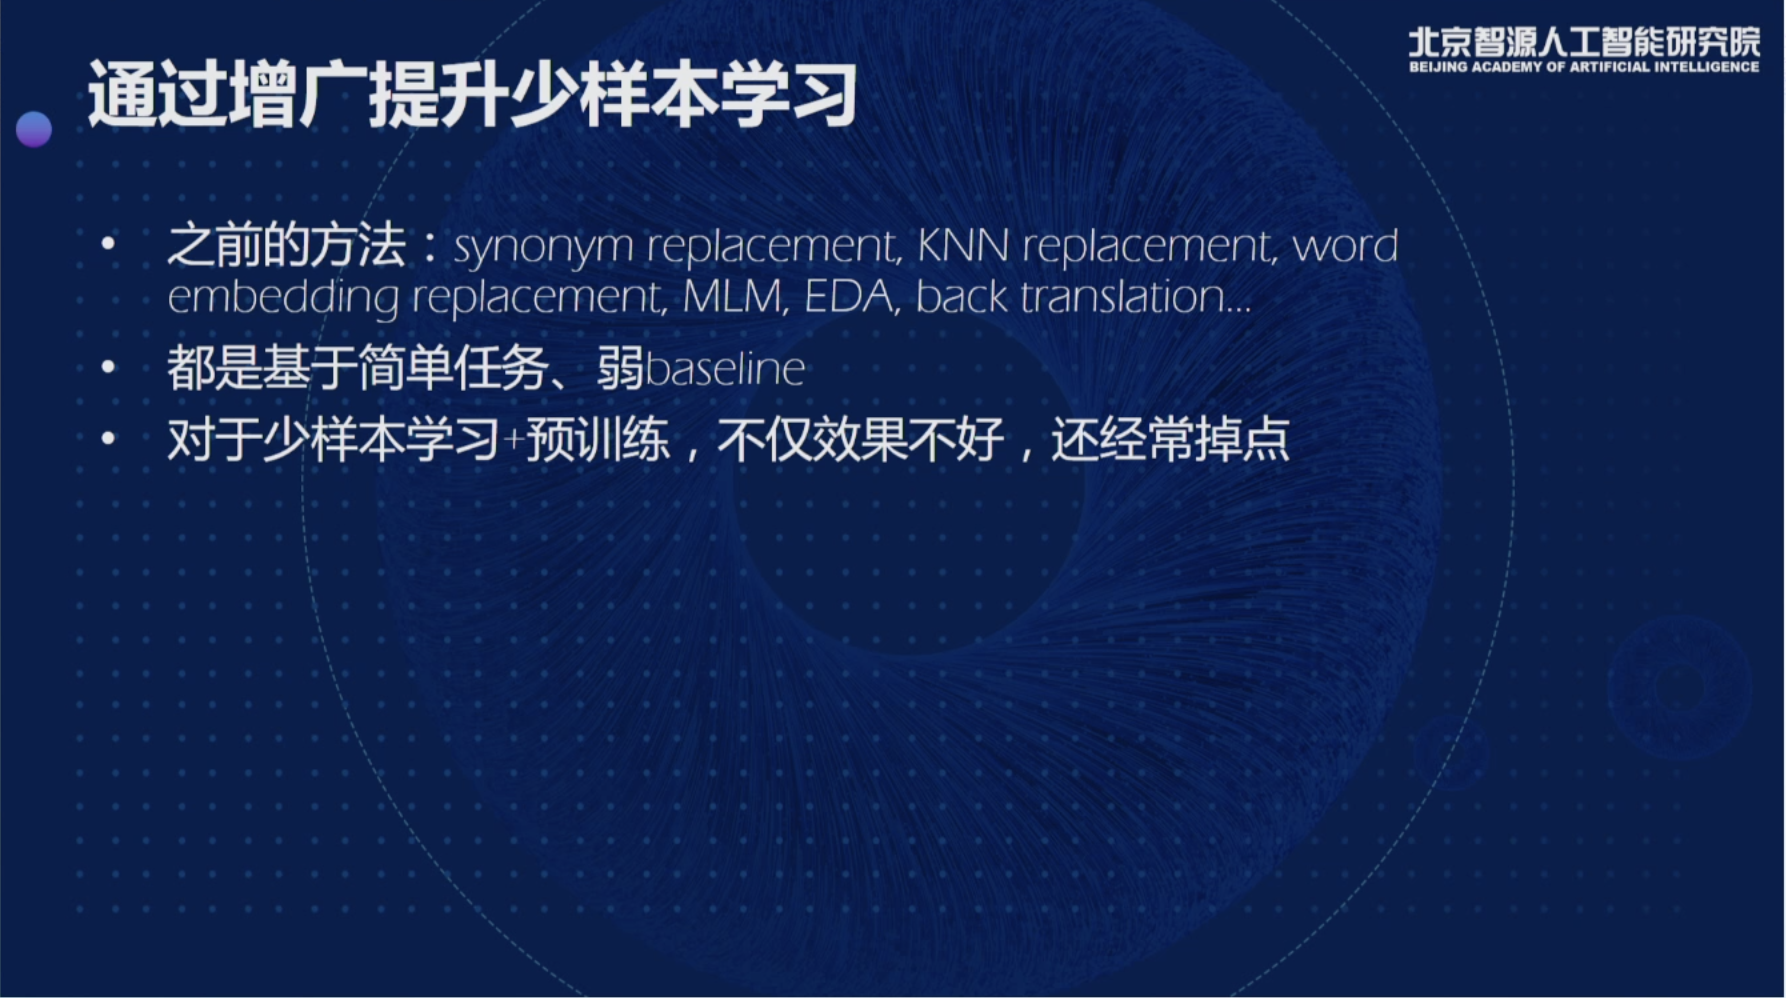 北京智源人工智能研究院
BEIJING ACADEMY OF ARTIFICIAL INTELLIGENCE
通过增广提升少样本学习
• 之前的方法：synonym replacement, KNN replacement, word
embedding replacement, MLM, EDA, back translation...
• 都是基于简单任务、弱baseline
• 对于少样本学习+预训练，不仅效果不好，还经常掉点